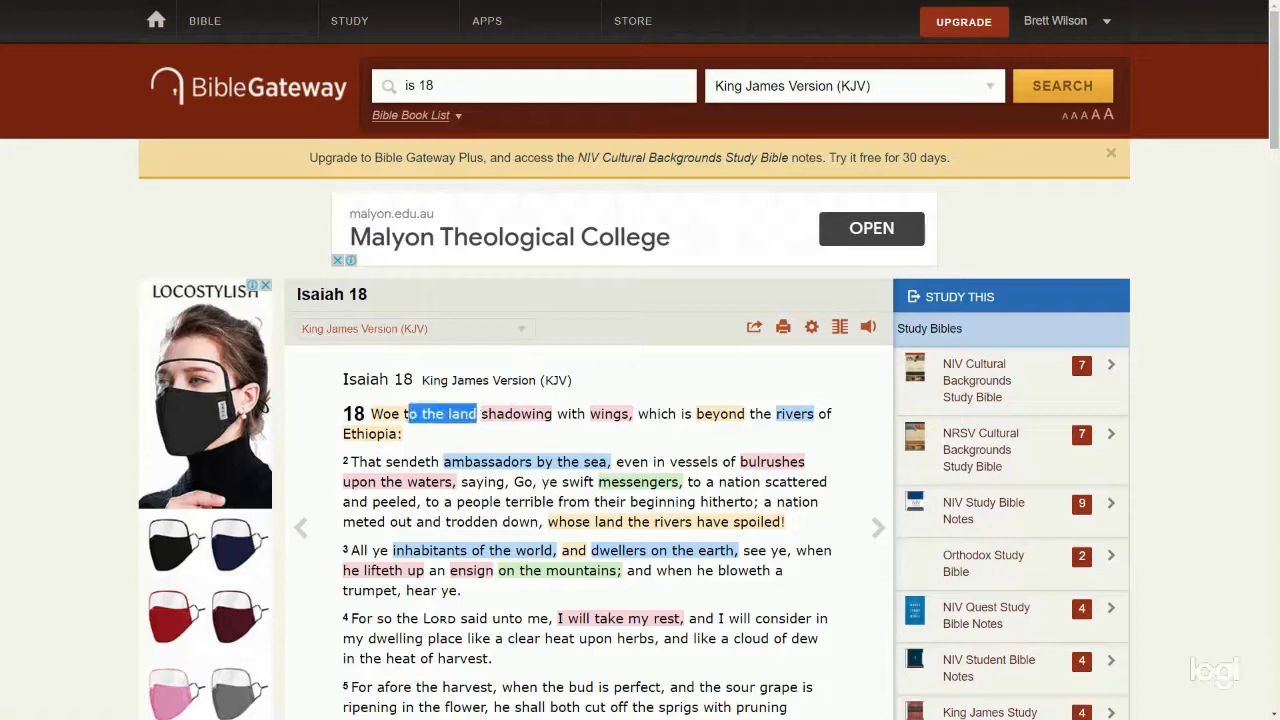 BIBLE STUDY APPS STORE UPGRADE Brett Wilson
BibleGateway
is 18 King James Version (KJV) SEARCH
Bible Book List A A A A A
Upgrade to Bible Gateway Plus, and access the NIV Cultural Backgrounds Study Bible notes. Try it free for 30 days.
malyon.edu.au
Malyon Theological College
OPEN
LOCOSTYLISH
Isaiah 18
King James Version (KJV)
Isaiah 18 King James Version (KJV)
18 Woe to the land shadowing with wings, which is beyond the rivers of
Ethiopia:
2 That sendeth ambassadors by the sea, even in vessels of bulrushes
upon the waters, saying, Go, ye swift messengers, to a nation scattered
and peeled, to a people terrible from their beginning hitherto; a nation
meted out and trodden down, whose land the rivers have spoiled!
3 All ye inhabitants of the world, and dwellers on the earth, see ye, when
he lifteth up an ensign on the mountains; and when he bloweth a
trumpet, hear ye.
4 For so the LORD said unto me, I will take my rest, and I will consider in
my dwelling place like a clear heat upon herbs, and like a cloud of dew
in the heat of harvest.
5 For afore the harvest, when the bud is perfect, and the sour grape is
ripening in the flower, he shall both cut off the sprigs with pruning
STUDY THIS
Study Bibles
NIV Cultural 7
Backgrounds
Study Bible
NRSV Cultural 7
Backgrounds
Study Bible
NIV Study Bible 9
Notes
Orthodox Study 2
Bible
NIV Quest Study 4
Bible Notes
NIV Student Bible 4
Notes
King James Study 4
logi